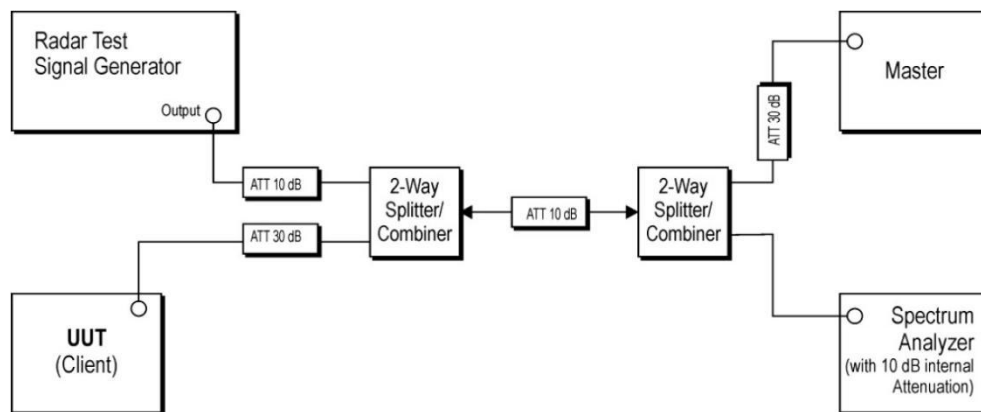 Radar Test
Signal Generator
Output
Master
ATT 30 dB
ATT 10 dB
2-Way
Splitter/
Combiner
ATT 10 dB
2-Way
Splitter/
Combiner
ATT 30 dB
UUT
(Client)
Spectrum
Analyzer
(with 10 dB internal
Attenuation)